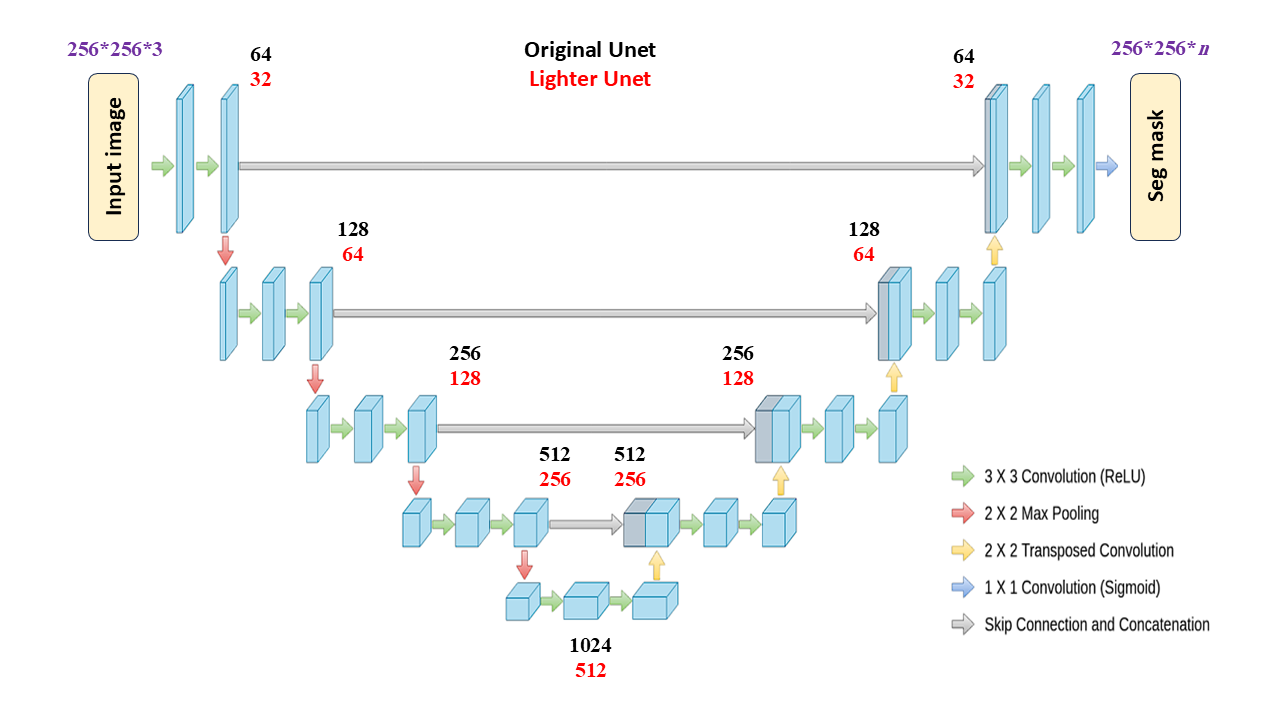 256*256*3
64
32
Original Unet
Lighter Unet
64
32
256*256*n
Input image
Seg mask
128
64
128
64
256
128
256
128
512
256
512
256
1024
512
3 X 3 Convolution (ReLU)
2 X 2 Max Pooling
2 X 2 Transposed Convolution
1 X 1 Convolution (Sigmoid)
Skip Connection and Concatenation